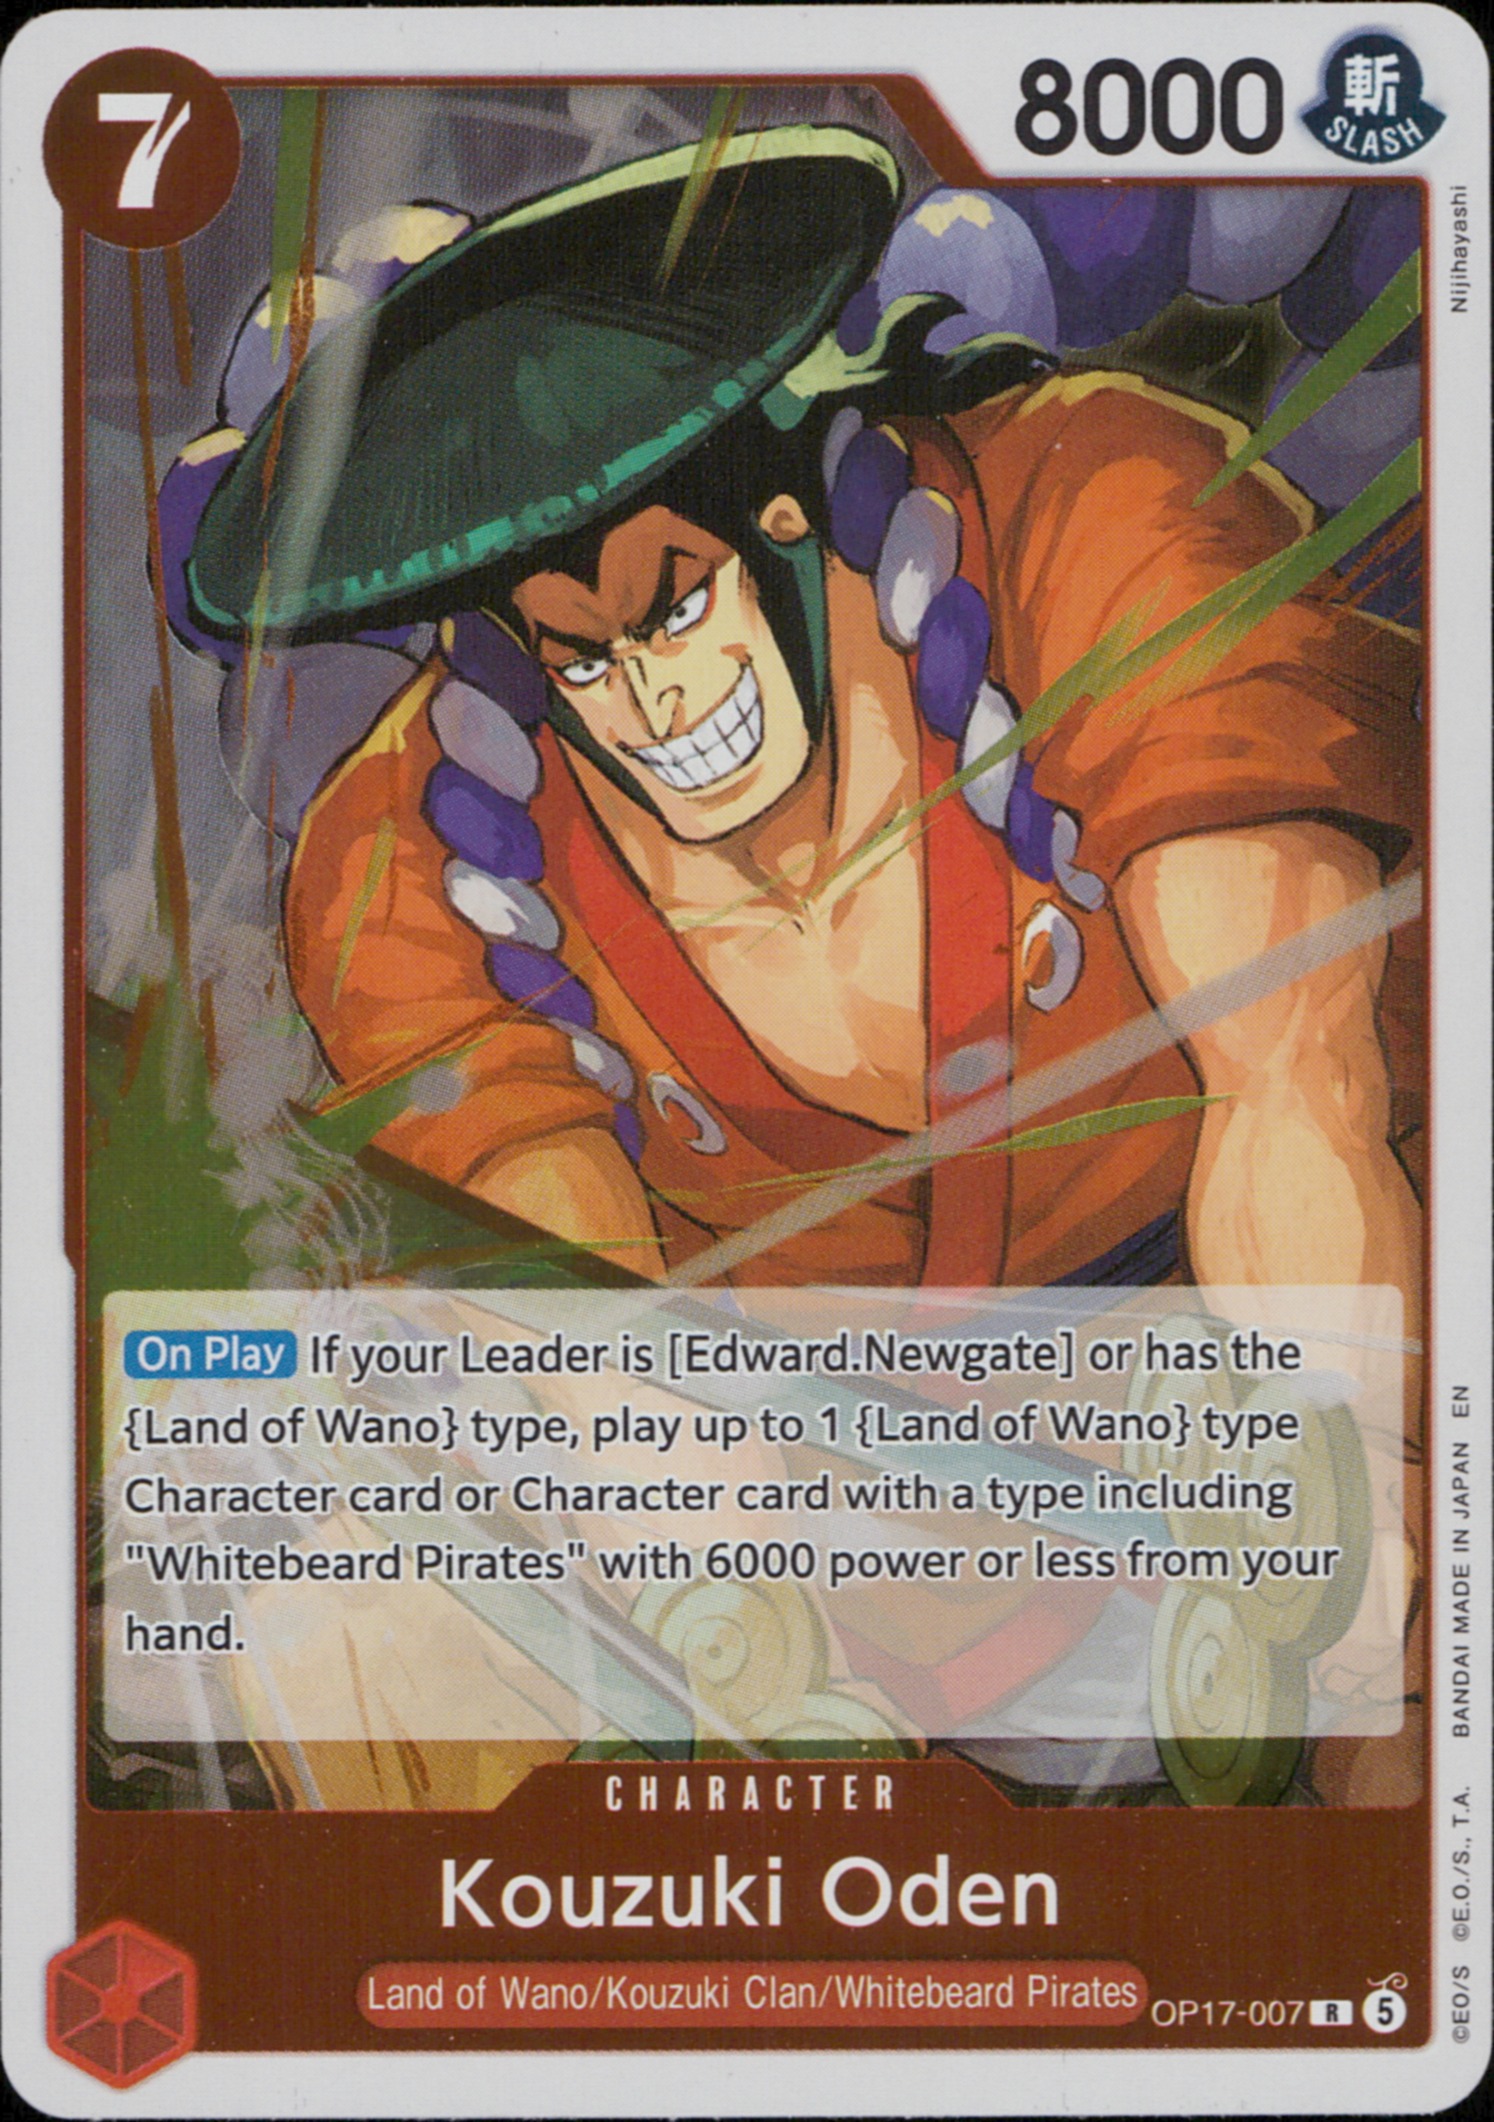 7
8000
斬
SLASH
Nijihayashi
On Play If your Leader is [Edward.Newgate] or has the
{Land of Wano} type, play up to 1 {Land of Wano} type
Character card or Character card with a type including
"Whitebeard Pirates" with 6000 power or less from your
hand.
CHARACTER
Kouzuki Oden
Land of Wano/Kouzuki Clan/Whitebeard Pirates
OP17-007 R 5
©EO/S ©E.O./S., T.A. BANDAI MADE IN JAPAN EN